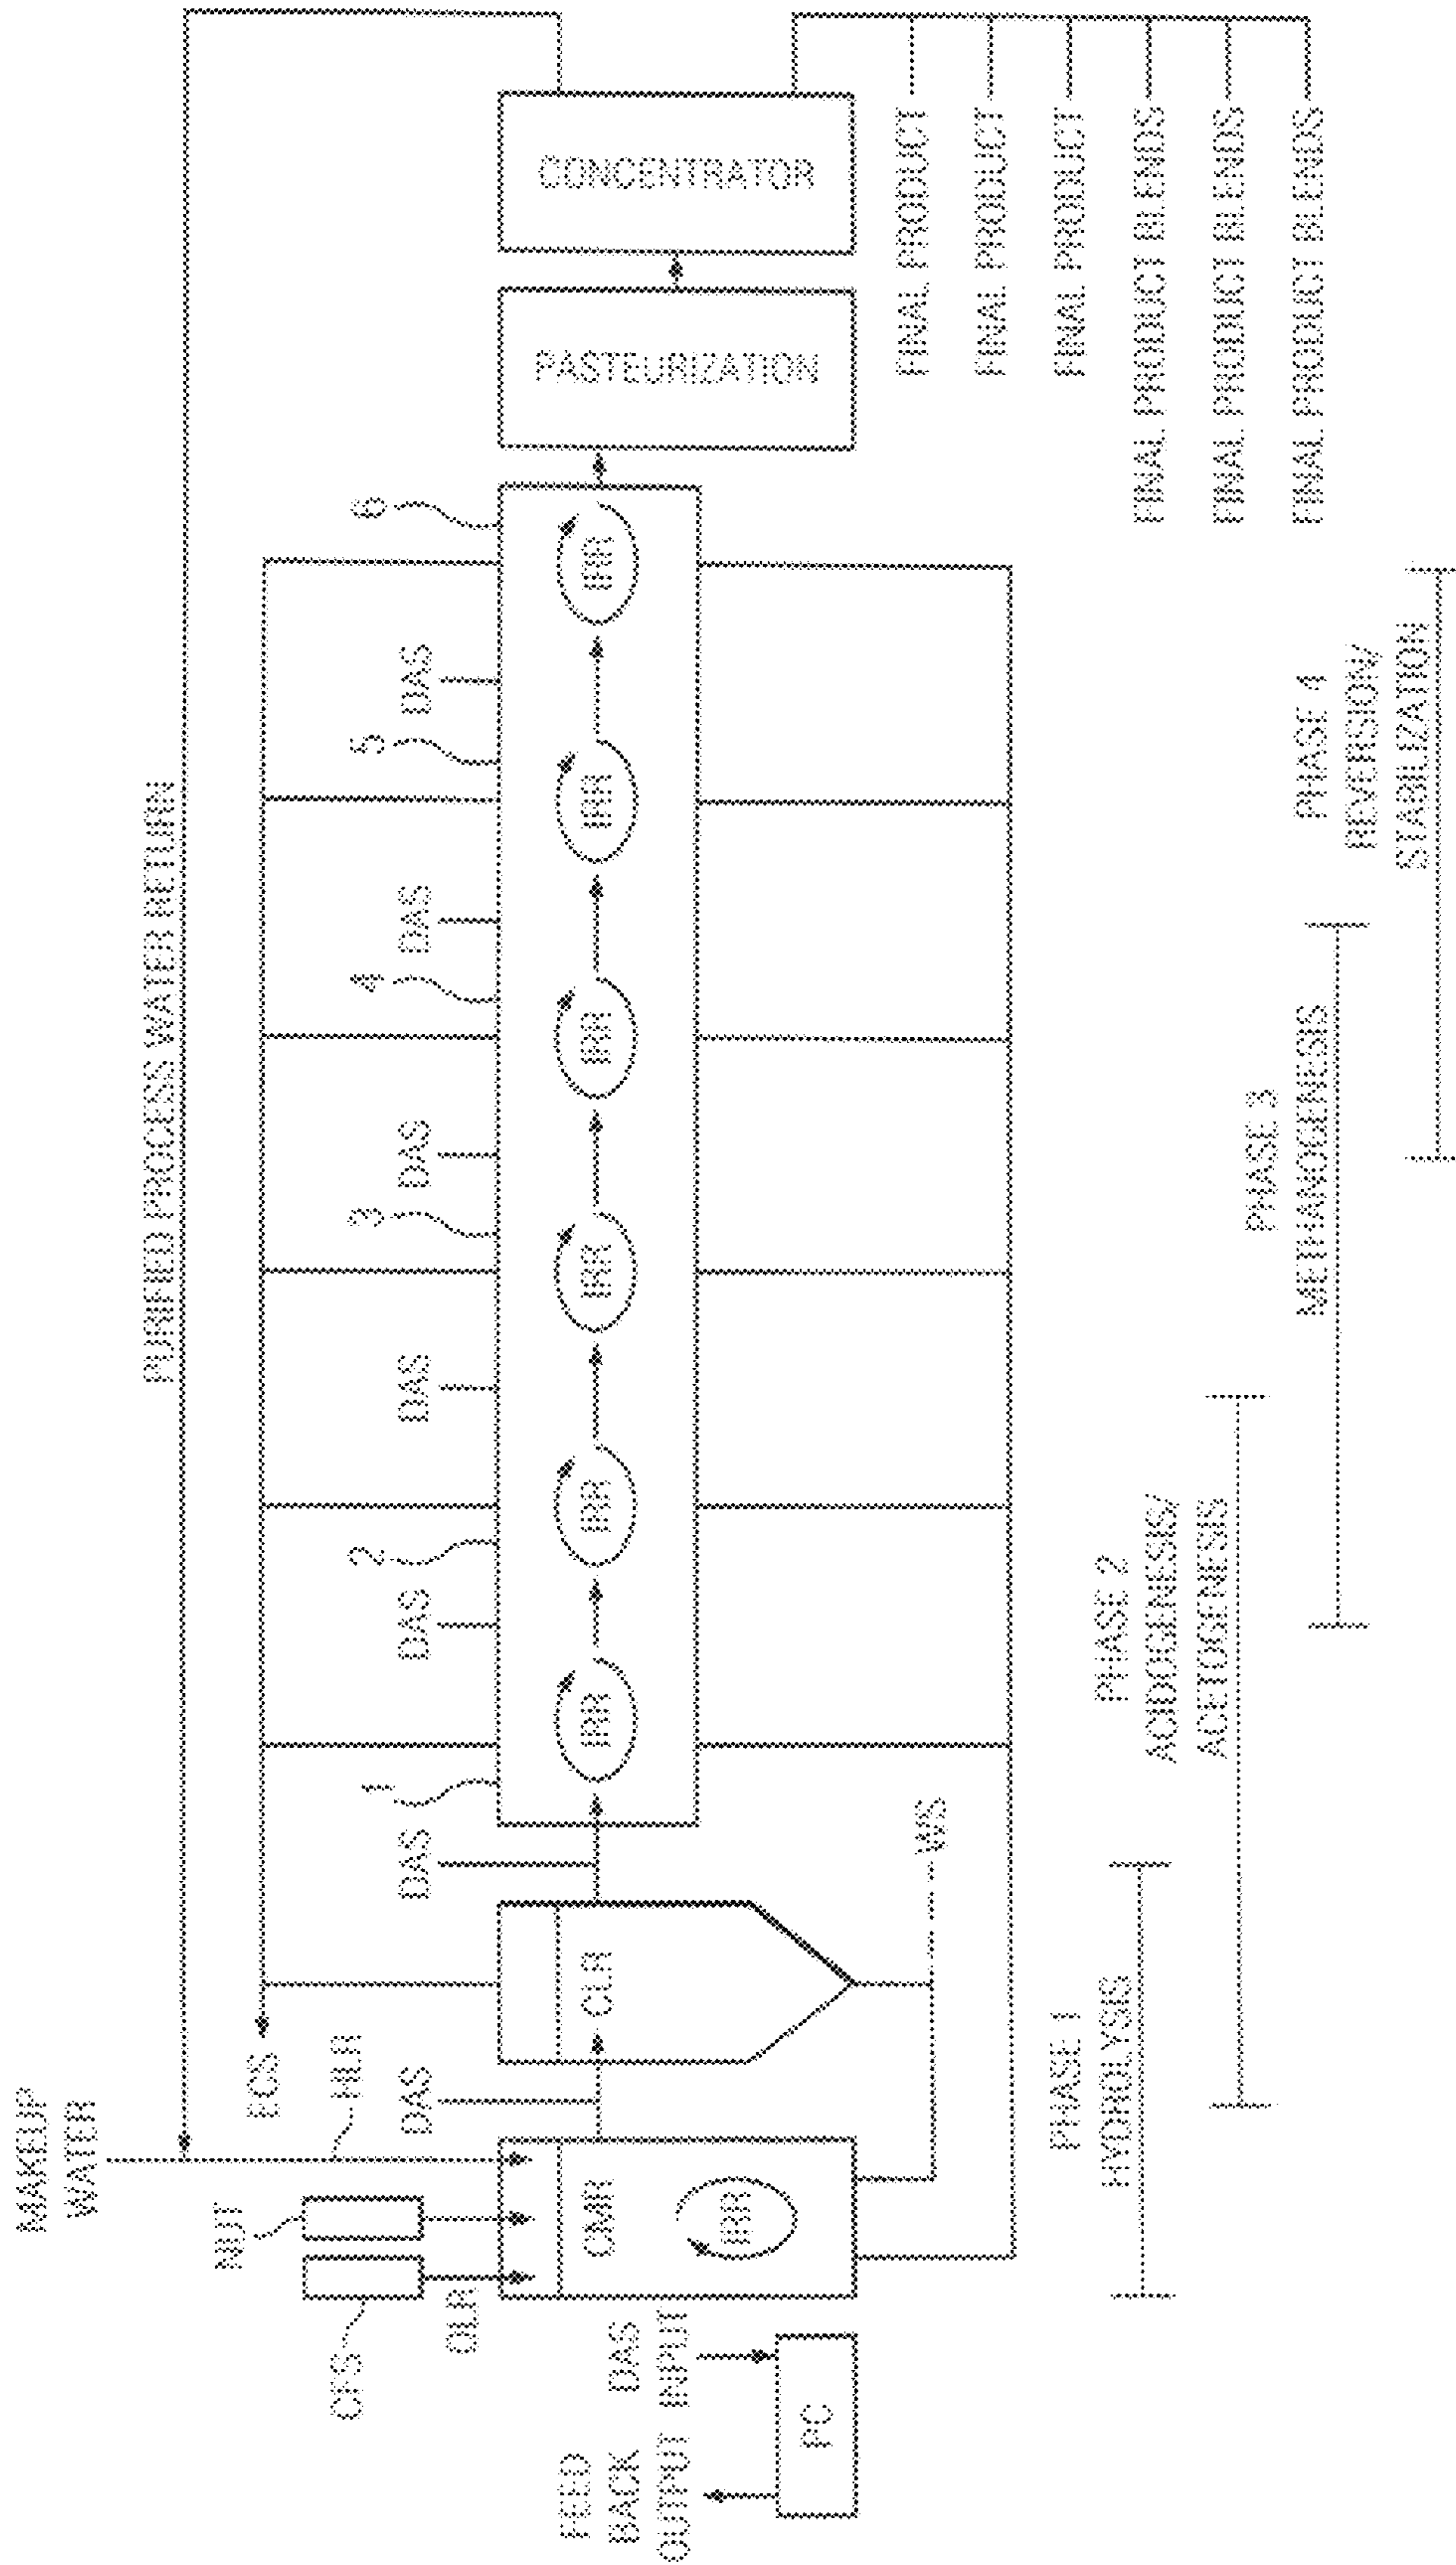 MAKEUP
WATER
PURIFIED PROCESS WATER RETURN
NUT
ECS
HLR
CFS
OLR
DAS
DAS
DAS
DAS
DAS
DAS
DAS
1
2
3
4
5
6
FEED
BACK
OUTPUT
DAS
INPUT
PC
CMR
IRR
CLR
IRR
IRR
IRR
IRR
IRR
IRR
PASTEURIZATION
CONCENTRATOR
WS
FINAL PRODUCT
FINAL PRODUCT
FINAL PRODUCT
FINAL PRODUCT BLENDS
FINAL PRODUCT BLENDS
FINAL PRODUCT BLENDS
PHASE 1
HYDROLYSIS
PHASE 2
ACIDOGENESIS/
ACETOGENESIS
PHASE 3
METHANOGENESIS
PHASE 4
REVERSION/
STABILIZATION